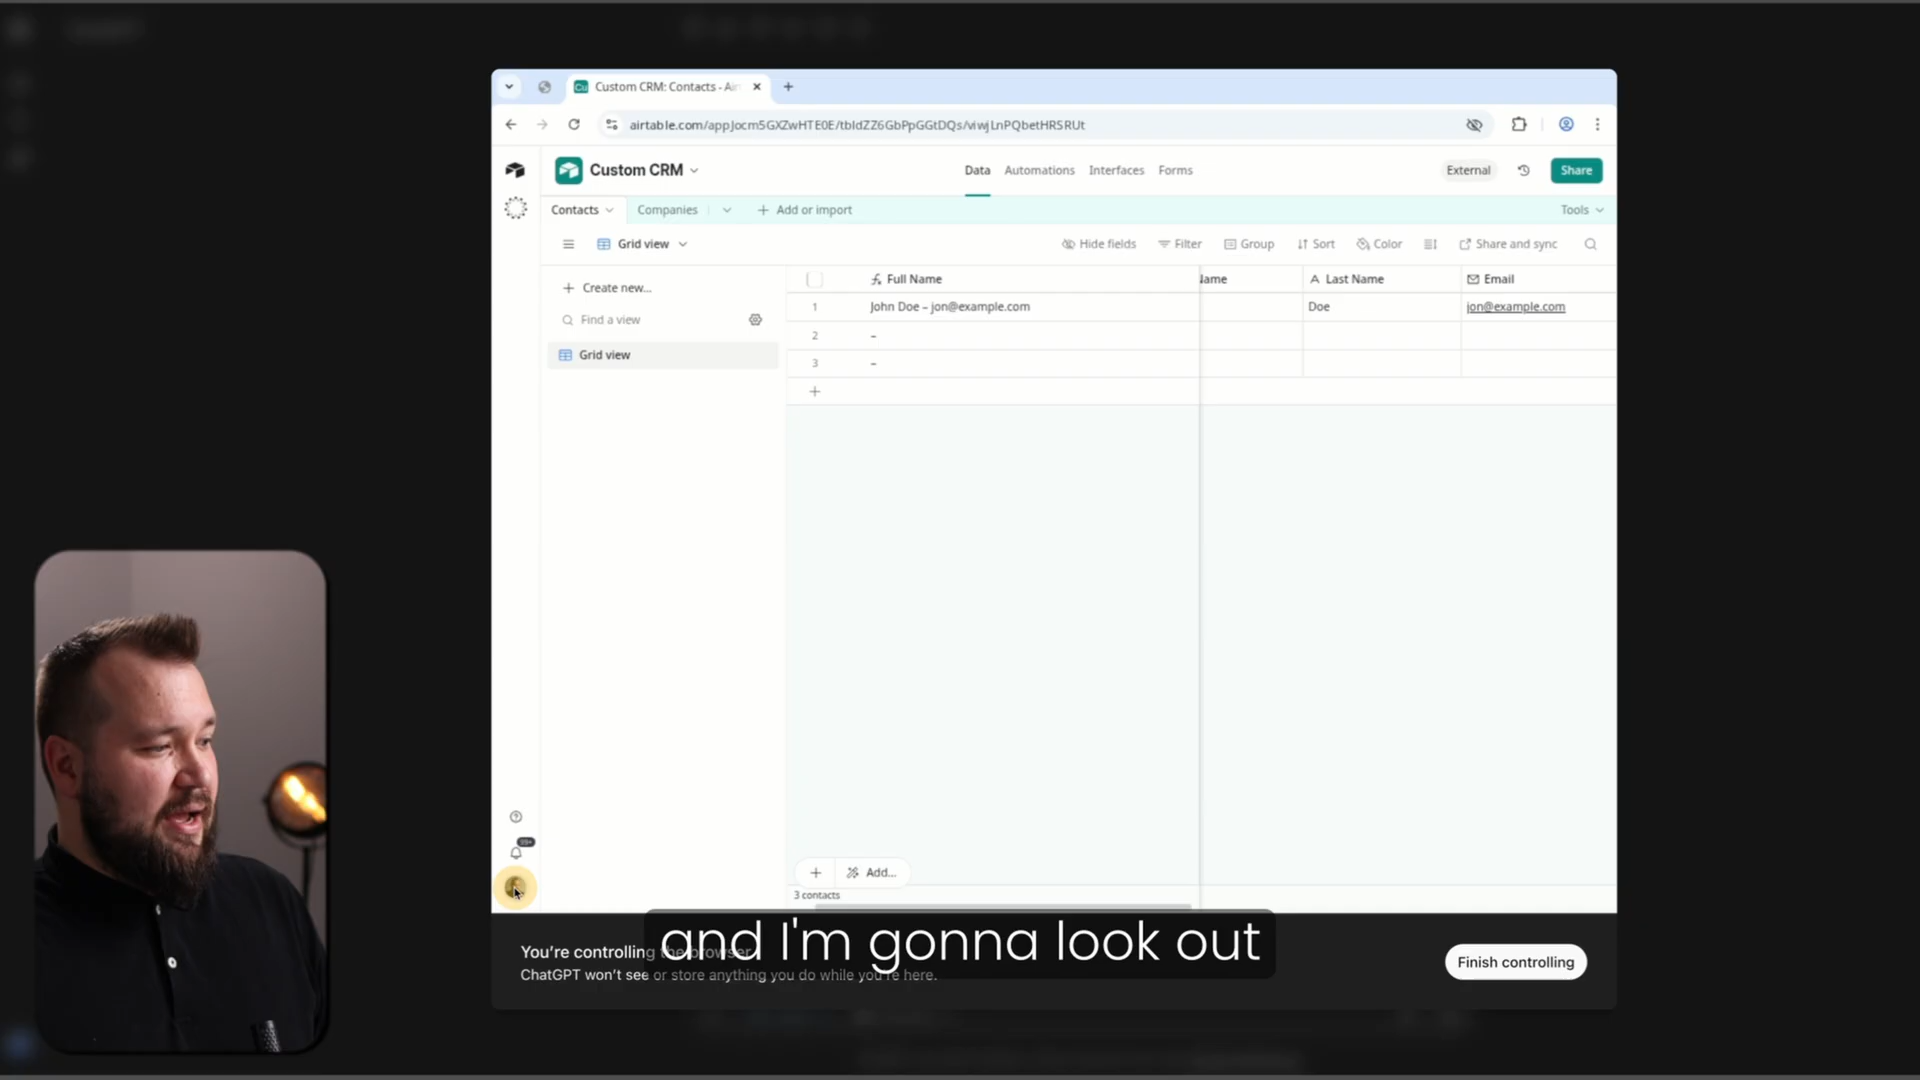 Custom CRM: Contacts - Air
airtable.com/appJocm5GXZwHTE0E/tbldZZ6GbPpGGtDQs/viwjLnPQbetHRSRUt
Custom CRM
Data
Automations
Interfaces
Forms
External
Share
Contacts
Companies
Add or import
Tools
Grid view
Hide fields
Filter
Group
Sort
Color
Share and sync
Create new...
Find a view
Grid view
Full Name
lame
A Last Name
Email
1
John Doe – jon@example.com
Doe
jon@example.com
2
–
3
–
+
99+
+
Add...
3 contacts
You're controlling the browser
ChatGPT won't see or store anything you do while you're here.
and I'm gonna look out
Finish controlling